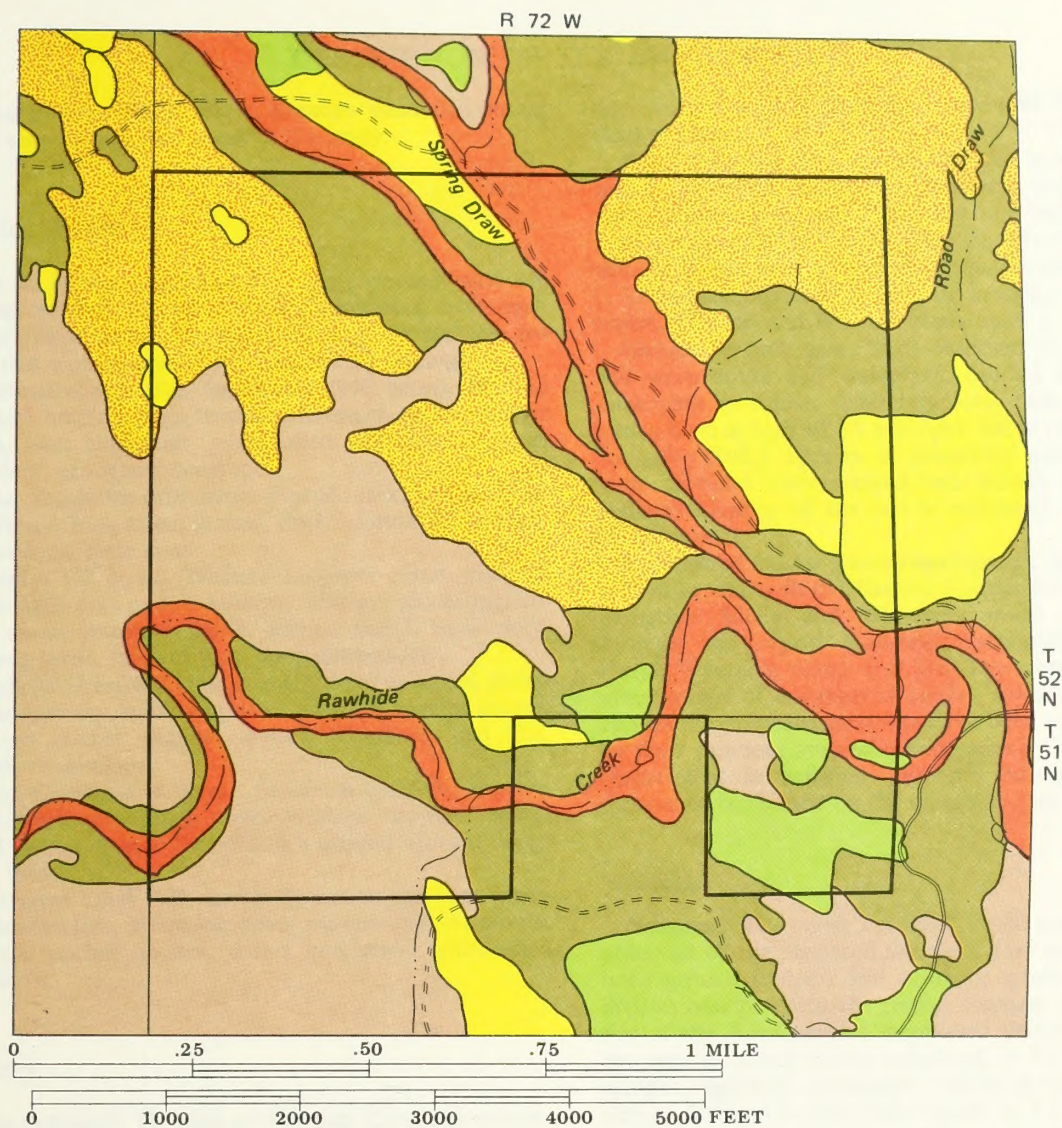 R 72 W
Spring Draw
Road Draw
Rawhide
Creek
T
52
N
T
51
N
0 .25 .50 .75 1 MILE
0 1000 2000 3000 4000 5000 FEET